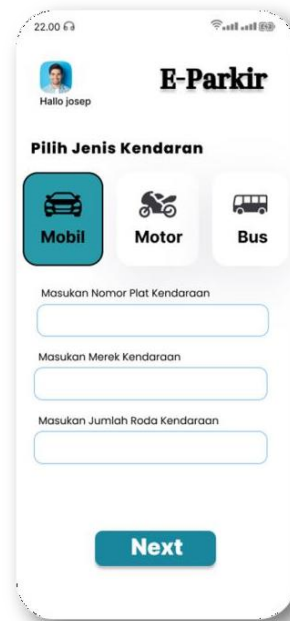 22.00
E-Parkir
Hallo josep
Pilih Jenis Kendaran
Mobil Motor Bus
Masukan Nomor Plat Kendaraan
Masukan Merek Kendaraan
Masukan Jumlah Roda Kendaraan
Next